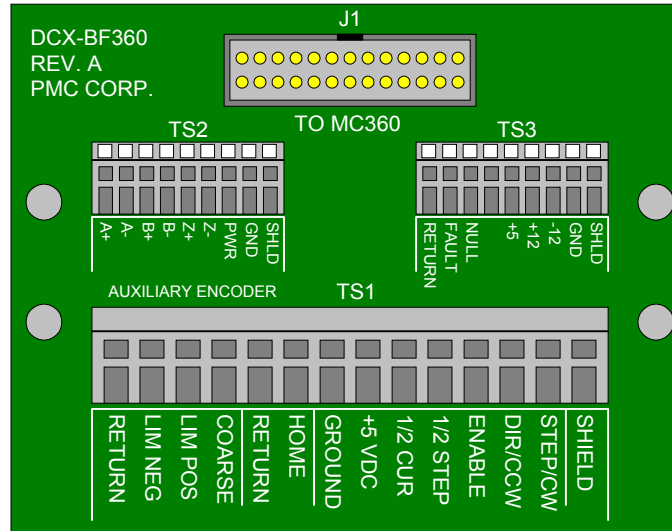 J1
DCX-BF360
REV. A
PMC CORP.
TO MC360
TS2
TS3
A+
A-
B+
B-
Z+
Z-
PWR
GND
SHLD
RETURN
FAULT
NULL
+5
+12
-12
GND
SHLD
AUXILIARY ENCODER
TS1
RETURN
LIM NEG
LIM POS
COARSE
RETURN
HOME
GROUND
+5 VDC
1/2 CUR
1/2 STEP
ENABLE
DIR/CCW
STEP/CW
SHIELD